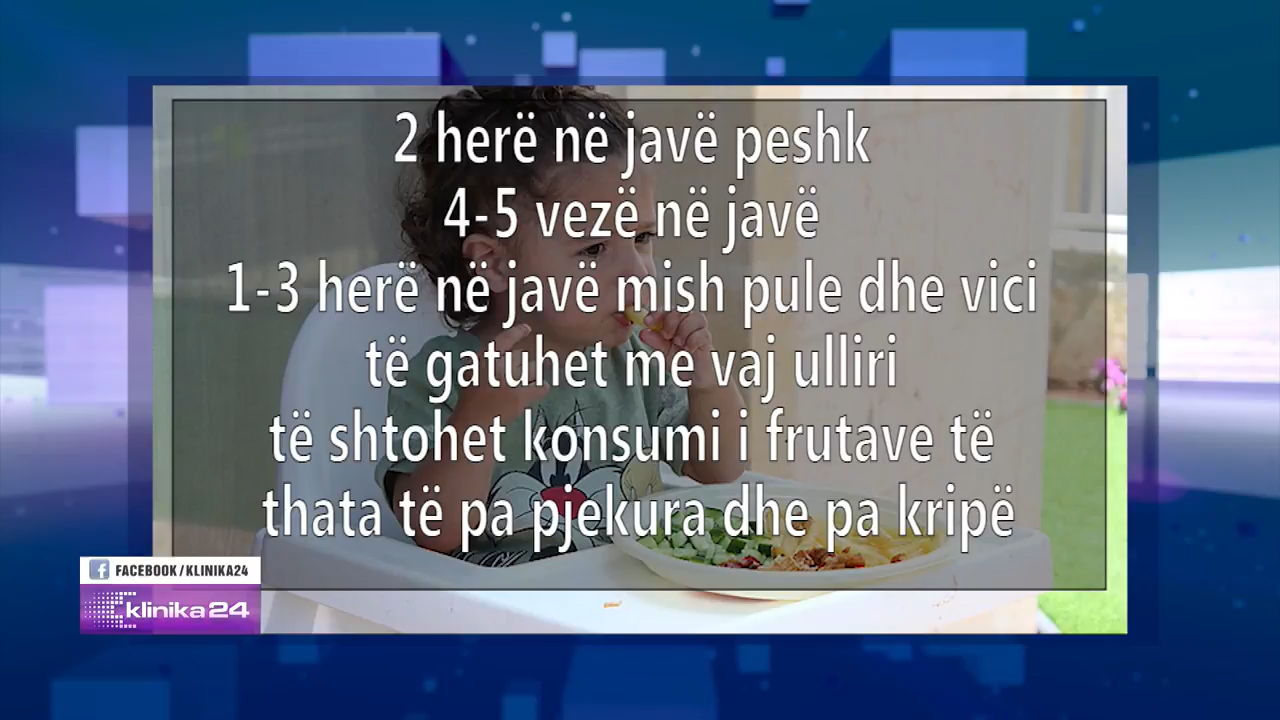 2 herë në javë peshk
4-5 vezë në javë
1-3 herë në javë mish pule dhe vici
të gatuhet me vaj ulliri
të shtohet konsumi i frutave të
thata të pa pjekura dhe pa kripë
f FACEBOOK/KLINIKA24
klinika 24